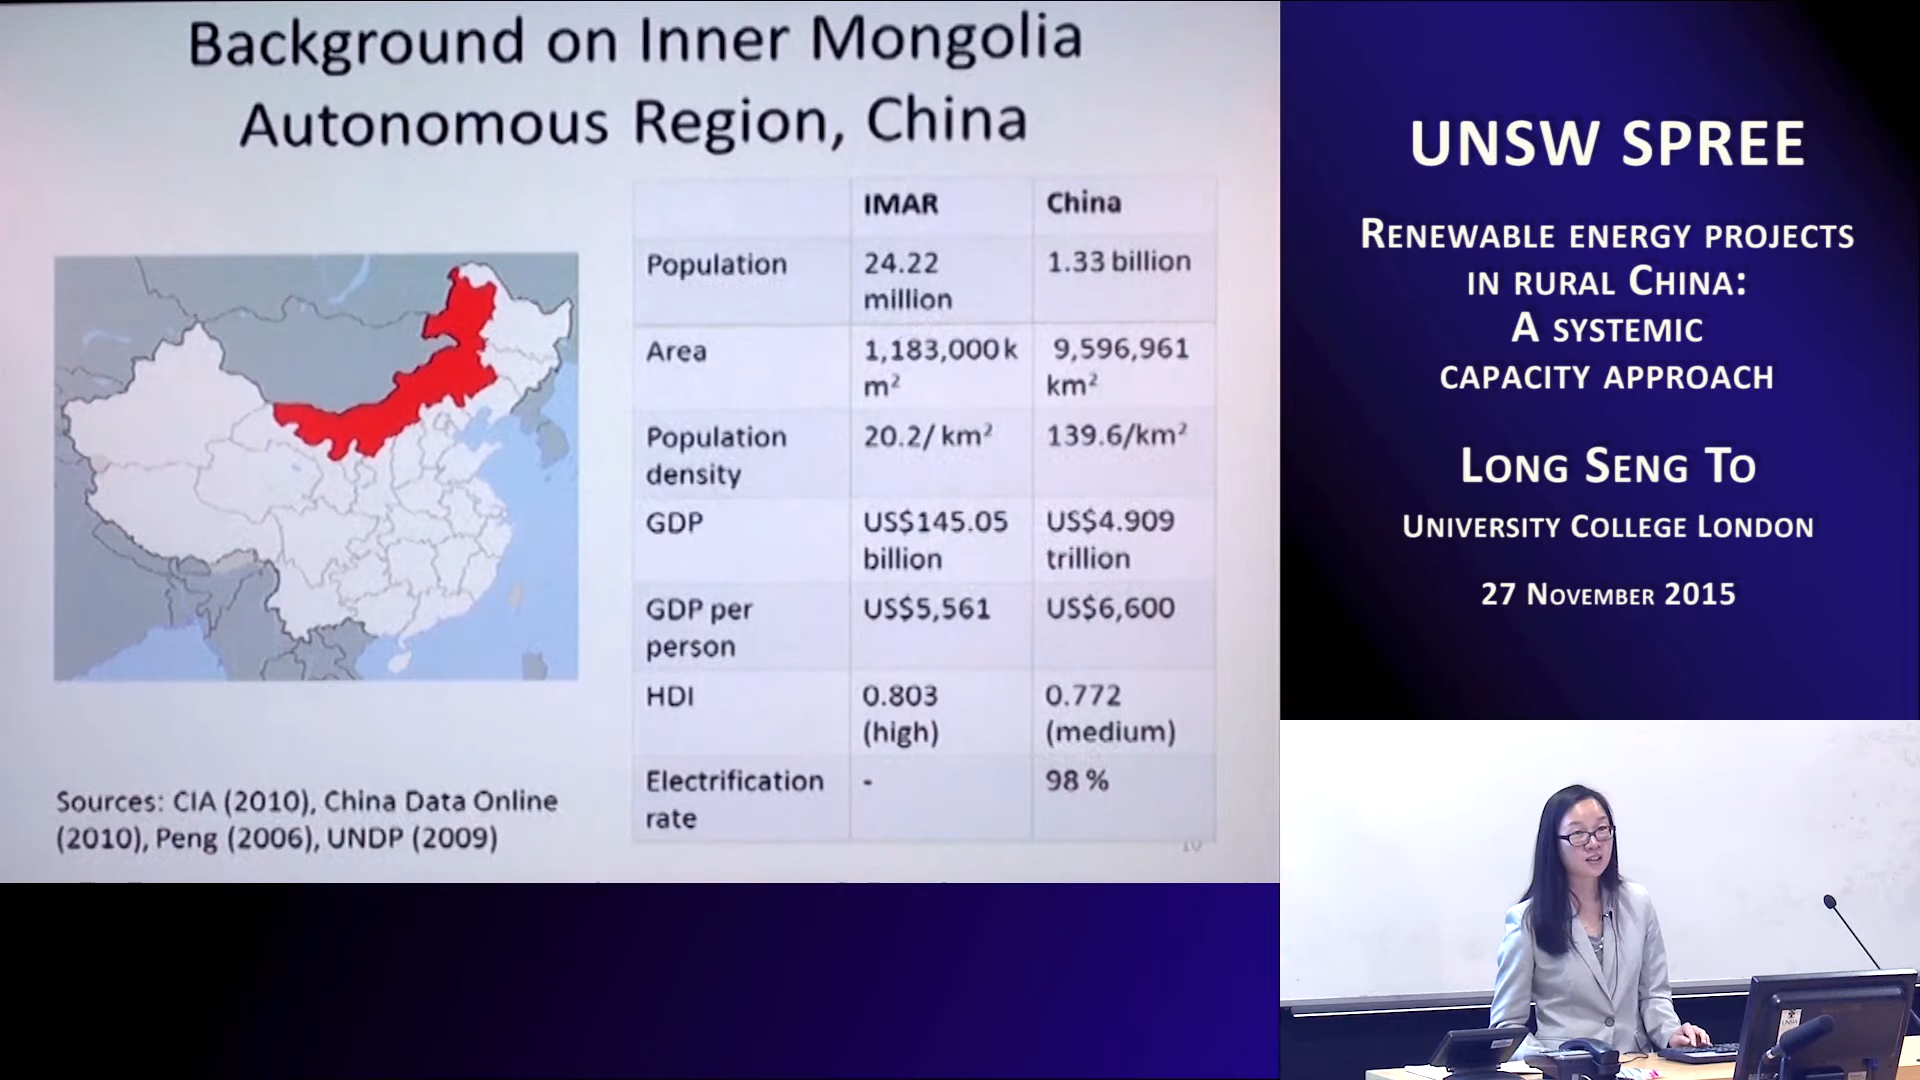 Background on Inner Mongolia
Autonomous Region, China
IMAR China
Population 24.22 million 1.33 billion
Area 1,183,000 km² 9,596,961 km²
Population density 20.2/ km² 139.6/km²
GDP US$145.05 billion US$4.909 trillion
GDP per person US$5,561 US$6,600
HDI 0.803 (high) 0.772 (medium)
Electrification rate - 98 %
Sources: CIA (2010), China Data Online
(2010), Peng (2006), UNDP (2009)
10
UNSW SPREE
RENEWABLE ENERGY PROJECTS
IN RURAL CHINA:
A SYSTEMIC
CAPACITY APPROACH
LONG SENG TO
UNIVERSITY COLLEGE LONDON
27 NOVEMBER 2015
UNSW